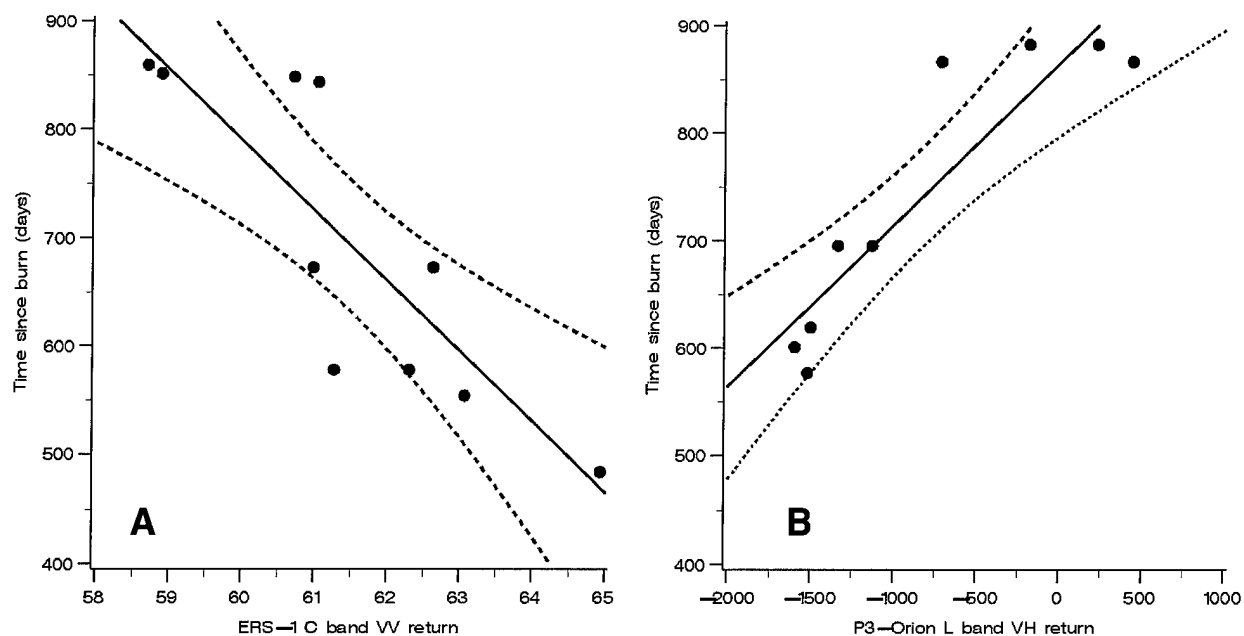 900
800
700
600
500
400
Time since burn (days)
A
58 59 60 61 62 63 64 65
ERS–1 C band VV return
900
800
700
600
500
400
Time since burn (days)
B
–2000 –1500 –1000 –500 0 500 1000
P3–Orion L band VH return